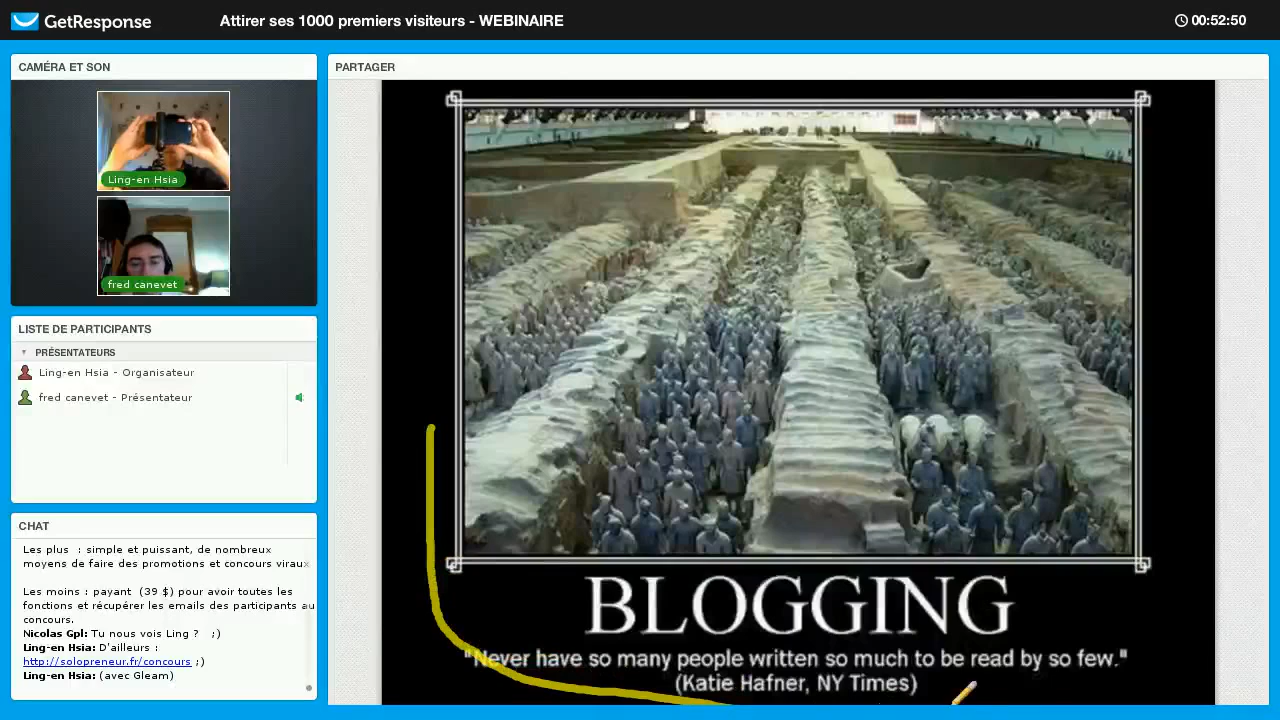 GetResponse
Attirer ses 1000 premiers visiteurs - WEBINAIRE
00:52:50
CAMÉRA ET SON
Ling-en Hsia
fred canevet
LISTE DE PARTICIPANTS
PRÉSENTATEURS
Ling-en Hsia - Organisateur
fred canevet - Présentateur
CHAT
Les plus : simple et puissant, de nombreux
moyens de faire des promotions et concours viraux
Les moins : payant (39 $) pour avoir toutes les
fonctions et récupérer les emails des participants au
concours.
Nicolas Gpl: Tu nous vois Ling ? ;)
Ling-en Hsia: D'ailleurs :
http://solopreneur.fr/concours ;)
Ling-en Hsia: (avec Gleam)
PARTAGER
BLOGGING
"Never have so many people written so much to be read by so few."
(Katie Hafner, NY Times)